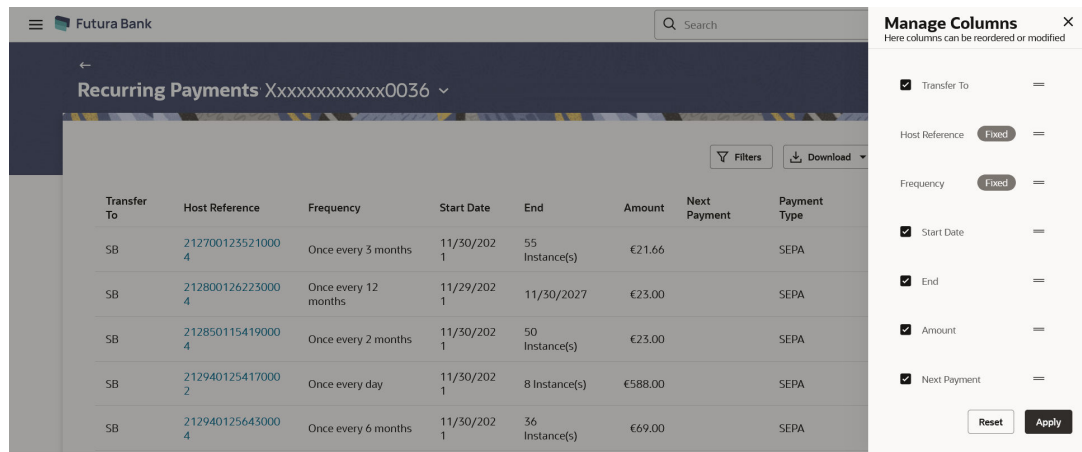 Futura Bank
Search
Recurring Payments Xxxxxxxxxxxx0036
Filters
Download
Transfer To Host Reference Frequency Start Date End Amount Next Payment Payment Type
SB 2127001235210004 Once every 3 months 11/30/2021 55 Instance(s) €21.66 SEPA
SB 2128001262230004 Once every 12 months 11/29/2021 11/30/2027 €23.00 SEPA
SB 2128501154190004 Once every 2 months 11/30/2021 50 Instance(s) €23.00 SEPA
SB 2129401254170002 Once every day 11/30/2021 8 Instance(s) €588.00 SEPA
SB 2129401256430004 Once every 6 months 11/30/2021 36 Instance(s) €69.00 SEPA
Manage Columns
Here columns can be reordered or modified
Transfer To
Host Reference Fixed
Frequency Fixed
Start Date
End
Amount
Next Payment
Reset Apply